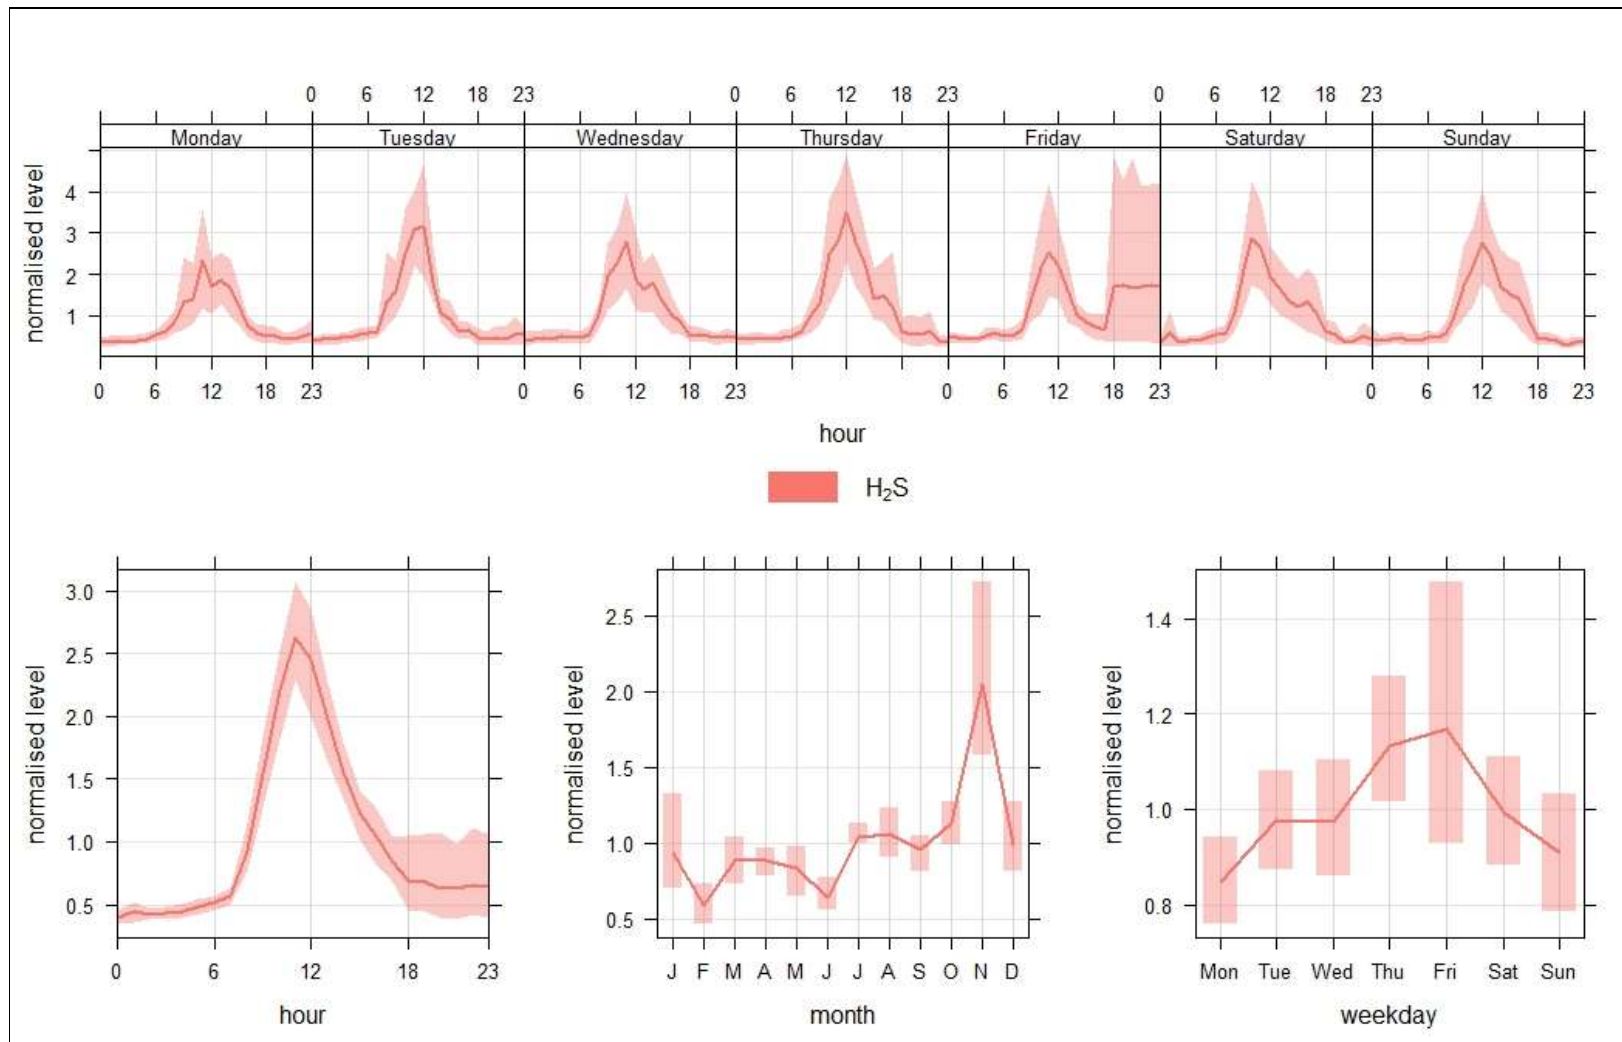 0 6 12 18 23 0 6 12 18 23 0 6 12 18 23
Monday Tuesday Wednesday Thursday Friday Saturday Sunday
normalised level
4
3
2
1
0 6 12 18 23 0 6 12 18 23 0 6 12 18 23 0 6 12 18 23
hour
H₂S
normalised level
3.0
2.5
2.0
1.5
1.0
0.5
0 6 12 18 23
hour
normalised level
2.5
2.0
1.5
1.0
0.5
J F M A M J J A S O N D
month
normalised level
1.4
1.2
1.0
0.8
Mon Tue Wed Thu Fri Sat Sun
weekday